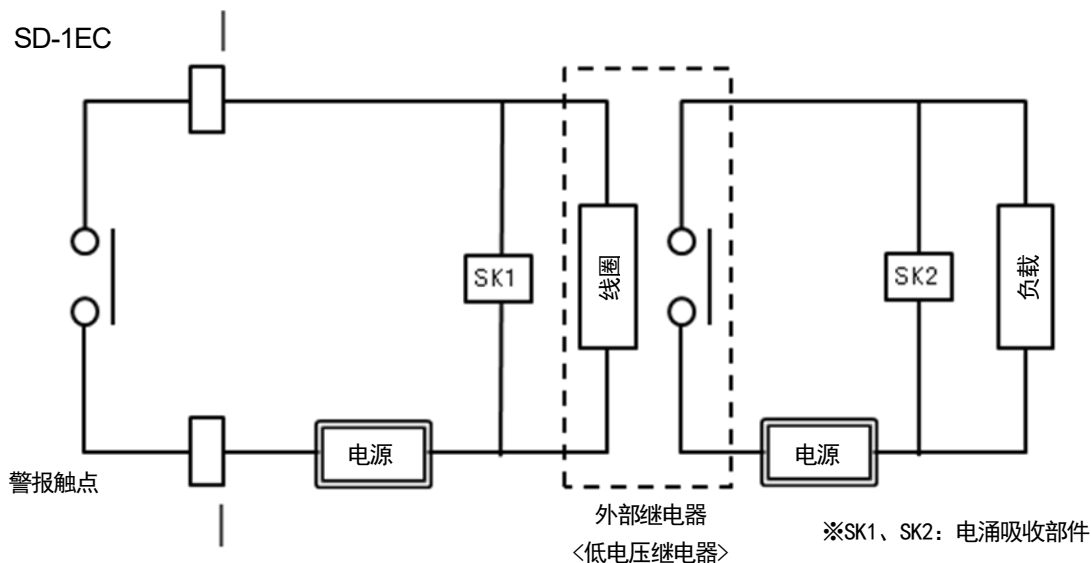 SD-1EC
SK1
线圈
SK2
负载
电源
电源
警报触点
外部继电器
<低电压继电器>
※SK1、SK2：电涌吸收部件